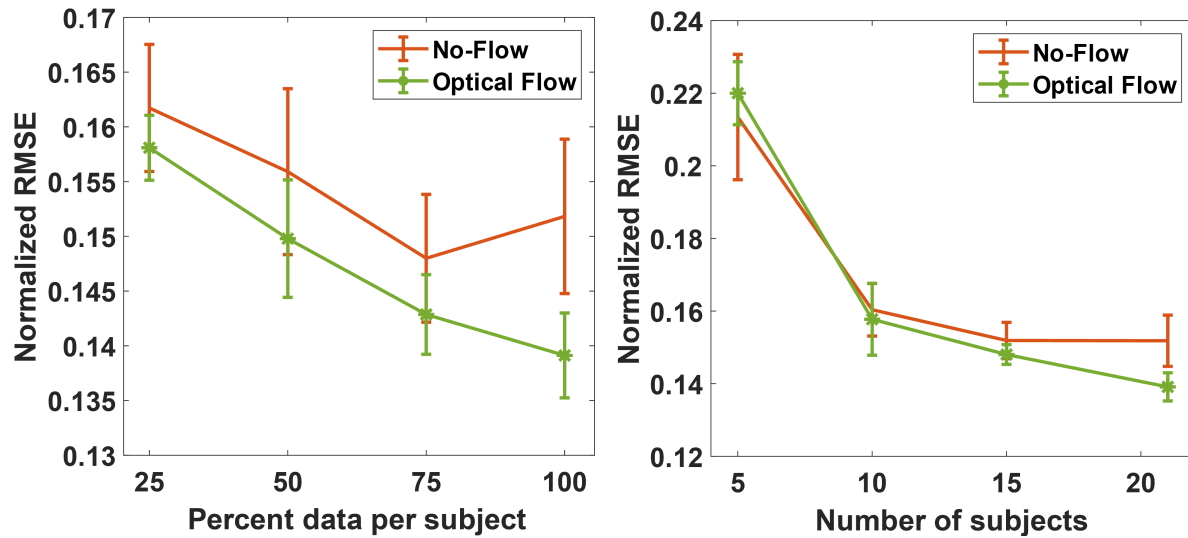 0.17
0.165
0.16
0.155
0.15
0.145
0.14
0.135
0.13
Normalized RMSE
No-Flow
Optical Flow
25 50 75 100
Percent data per subject
0.24
0.22
0.2
0.18
0.16
0.14
0.12
Normalized RMSE
No-Flow
Optical Flow
5 10 15 20
Number of subjects